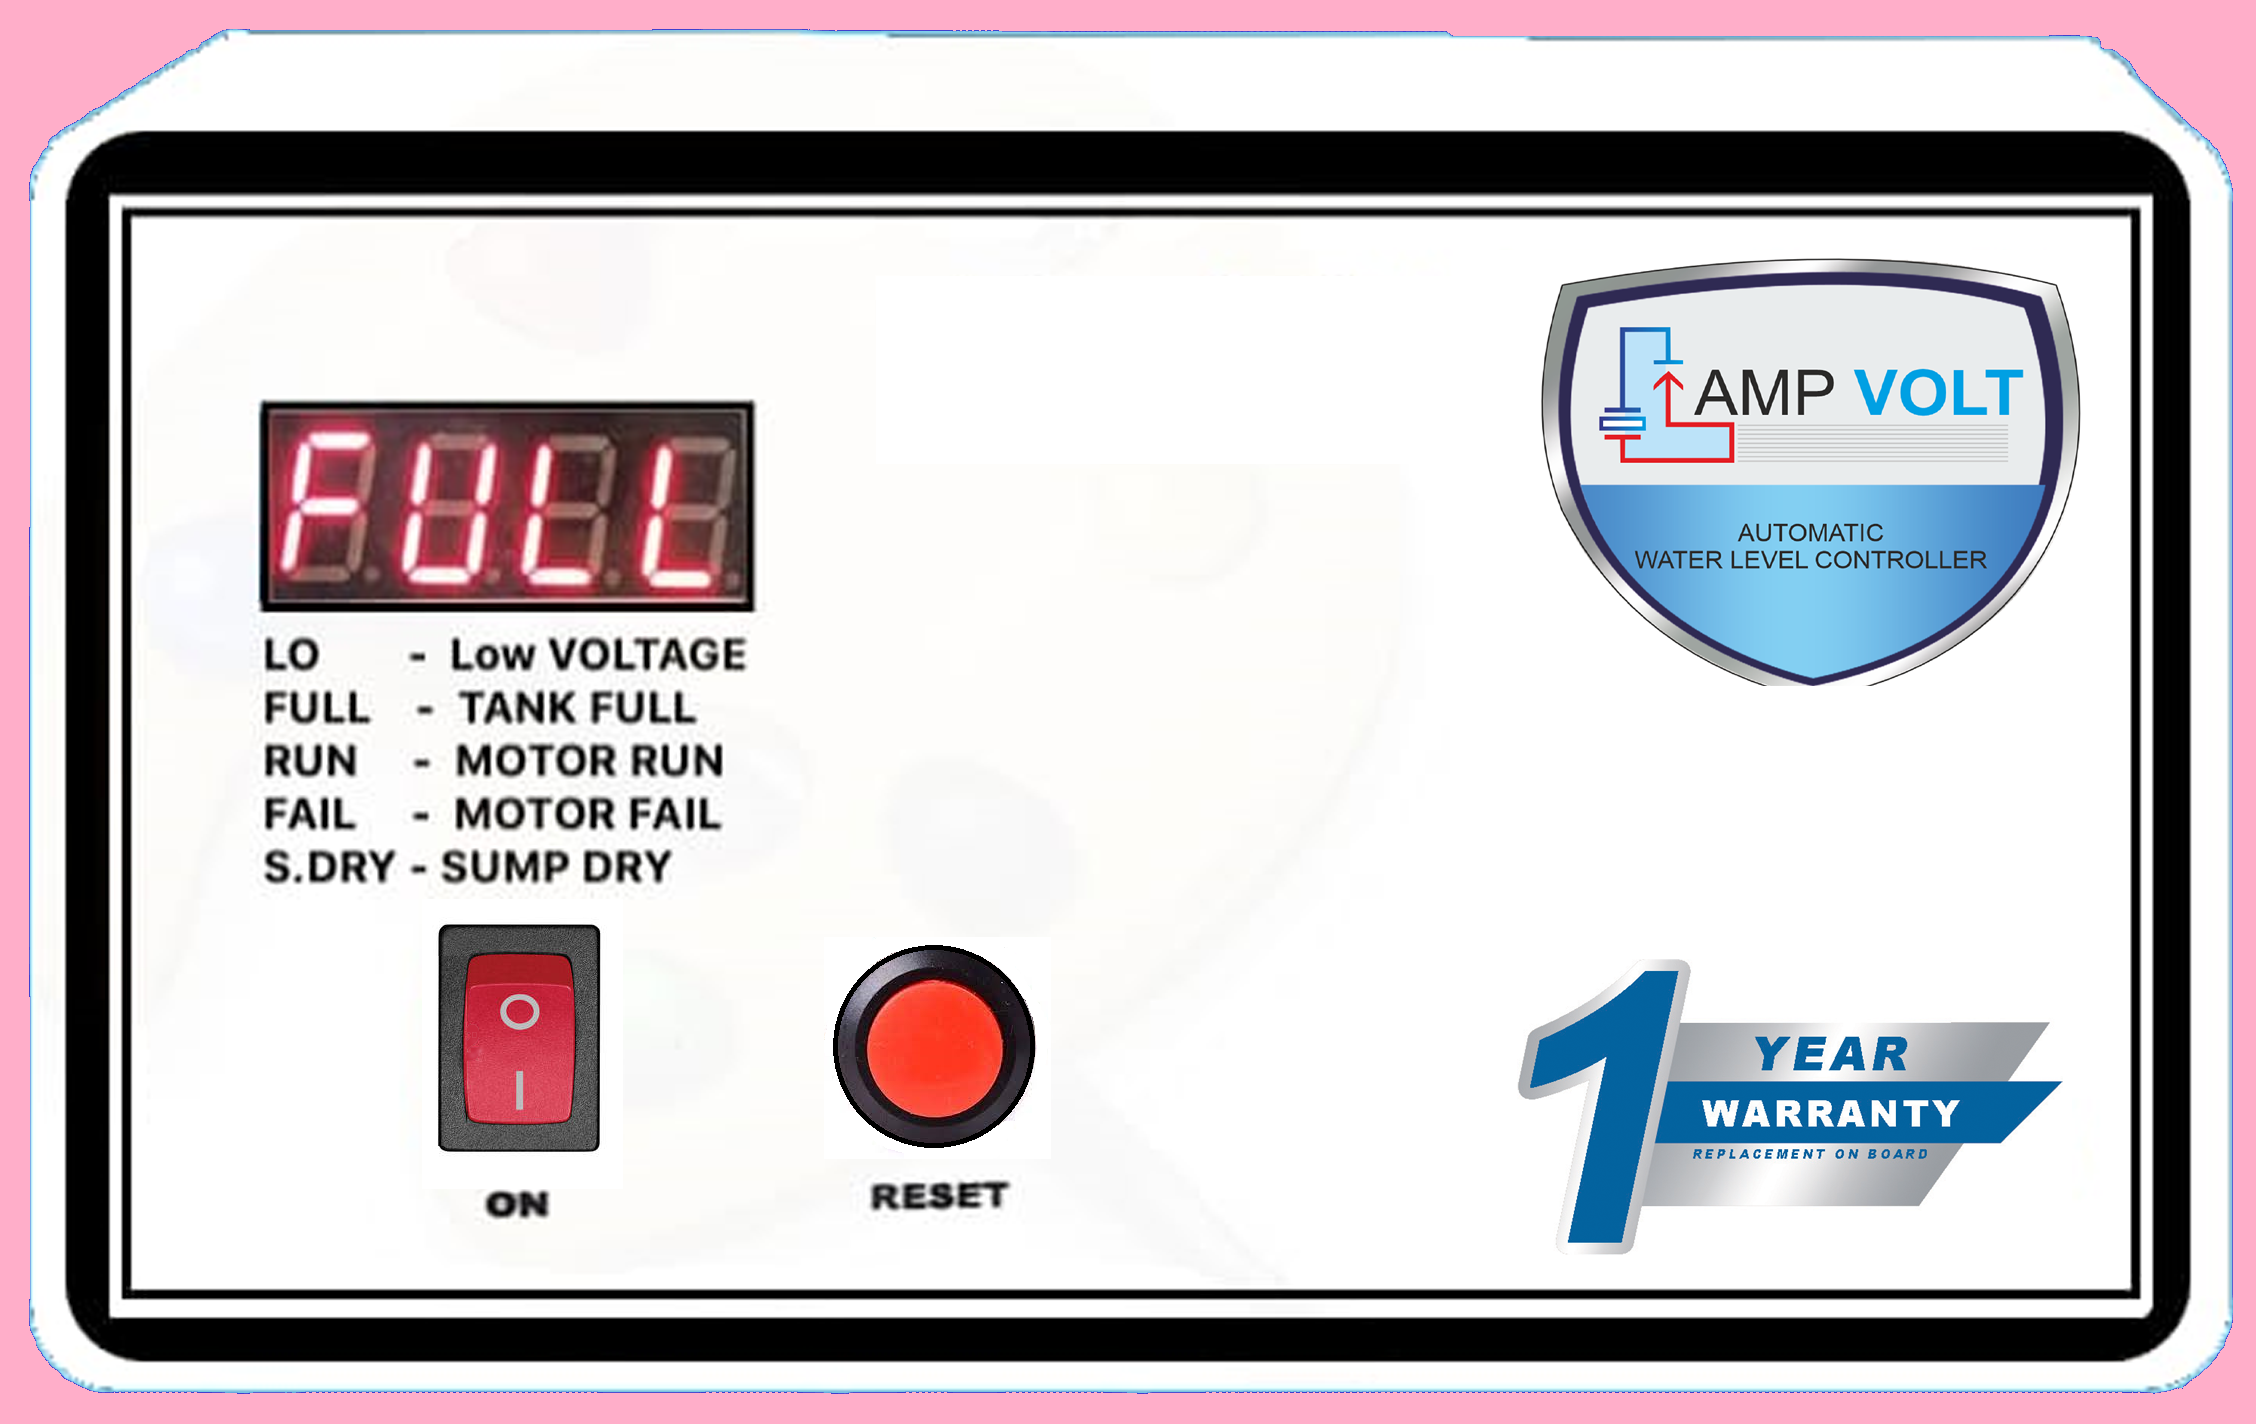 FULL
LO - Low VOLTAGE
FULL - TANK FULL
RUN - MOTOR RUN
FAIL - MOTOR FAIL
S.DRY - SUMP DRY
O
I
ON
RESET
AMP VOLT
AUTOMATIC
WATER LEVEL CONTROLLER
1
YEAR
WARRANTY
REPLACEMENT ON BOARD